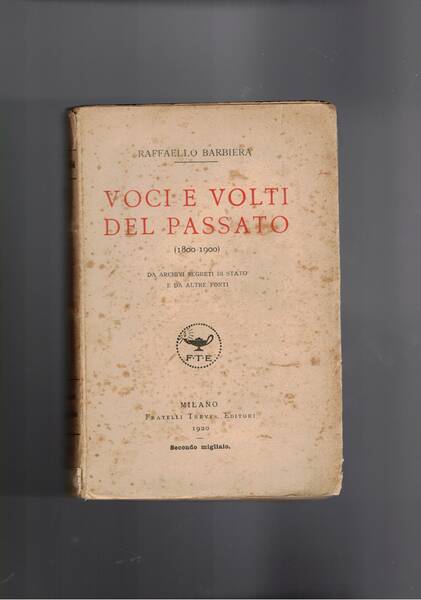 RAFFAELLO BARBIERA
VOCI E VOLTI
DEL PASSATO
(1800-1900)
DA ARCHIVI SEGRETI DI STATO
E DA ALTRE FONTI
F·T·E
MILANO
FRATELLI TREVES, EDITORI
1920
Secondo migliaio.